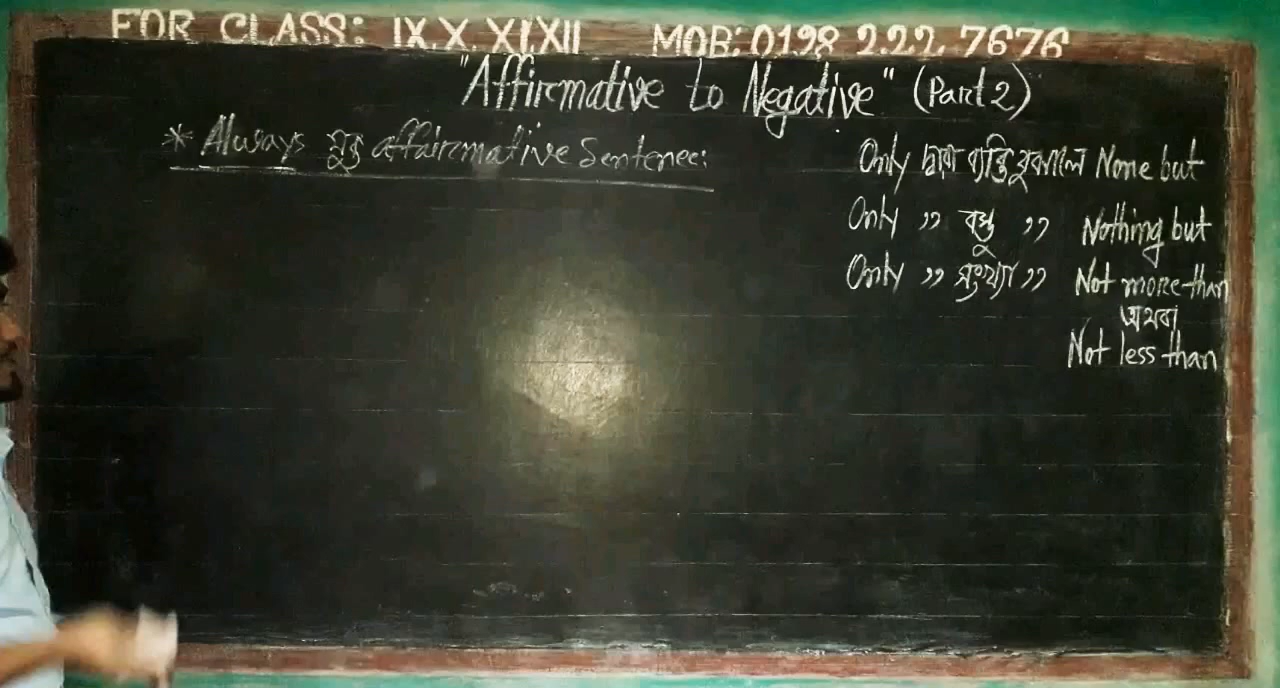 FOR CLASS: IX, X, XI, XII MOB: 0198 222 7676
"Affirmative to Negative" (Part 2)
* Always যুক্ত affairmative Sentence:
Only দ্বারা ব্যক্তি বুঝালে None but
Only ,, বস্তু ,, Nothing but
Only ,, সংখ্যা ,, Not more than
অথবা
Not less than